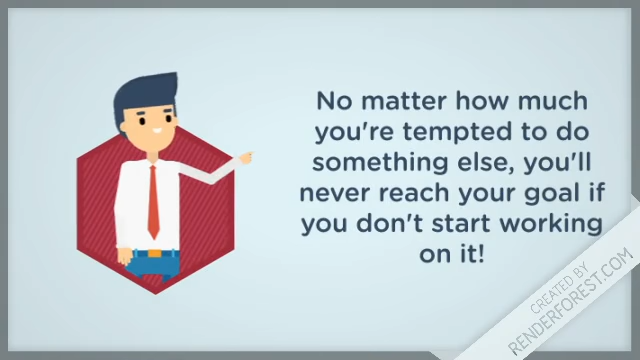 No matter how much
you're tempted to do
something else, you'll
never reach your goal if
you don't start working
on it!
CREATED BY
RENDERFOREST.COM